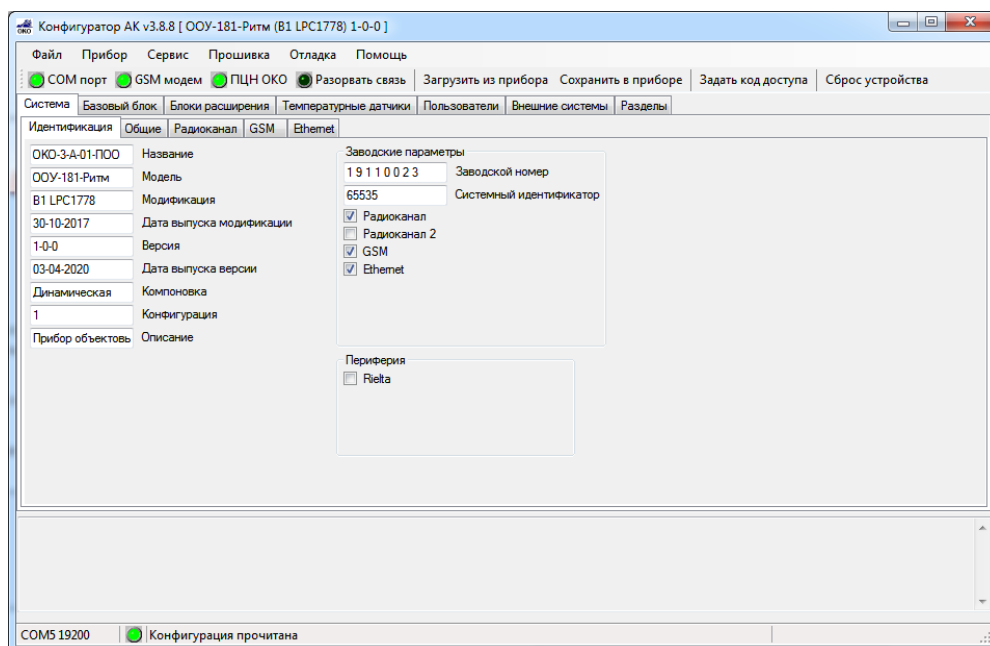 Конфигуратор АК v3.8.8 [ ООУ-181-Ритм (B1 LPC1778) 1-0-0 ]
Файл Прибор Сервис Прошивка Отладка Помощь
COM порт GSM модем ПЦН ОКО Разорвать связь Загрузить из прибора Сохранить в приборе Задать код доступа Сброс устройства
Система Базовый блок Блоки расширения Температурные датчики Пользователи Внешние системы Разделы
Идентификация Общие Радиоканал GSM Ethernet
ОКО-3-А-01-ПОО Название
ООУ-181-Ритм Модель
B1 LPC1778 Модификация
30-10-2017 Дата выпуска модификации
1-0-0 Версия
03-04-2020 Дата выпуска версии
Динамическая Компоновка
1 Конфигурация
Прибор объектовь Описание
Заводские параметры
19110023 Заводской номер
65535 Системный идентификатор
Радиоканал
Радиоканал 2
GSM
Ethernet
Периферия
Rielta
COM5 19200 Конфигурация прочитана